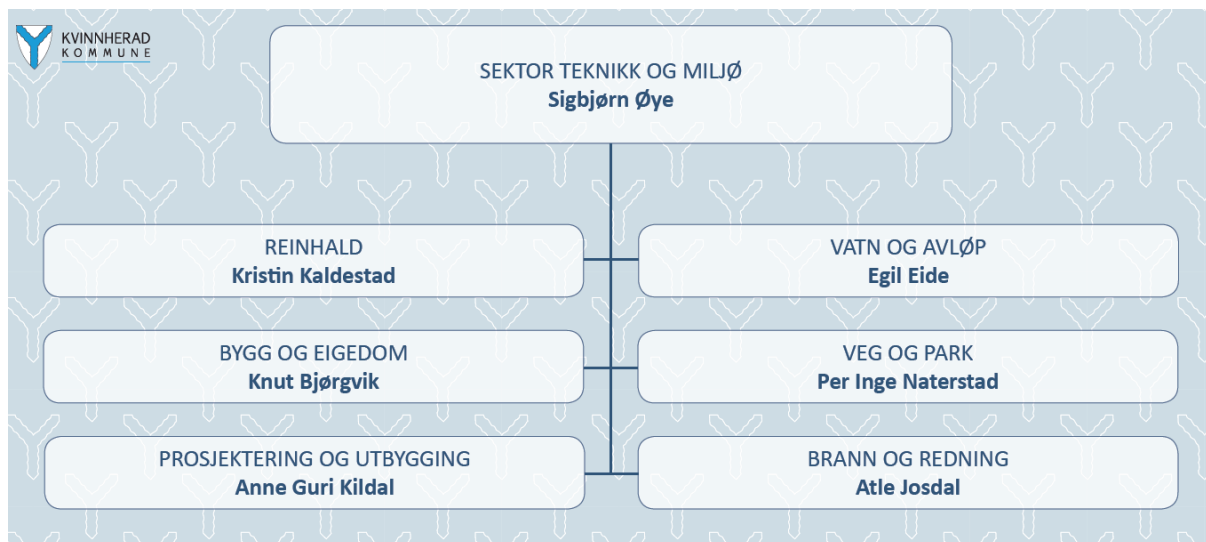 KVINNHERAD
KOMMUNE
SEKTOR TEKNIKK OG MILJØ
Sigbjørn Øye
REINHALD
Kristin Kaldestad
VATN OG AVLØP
Egil Eide
BYGG OG EIGEDOM
Knut Bjørgvik
VEG OG PARK
Per Inge Naterstad
PROSJEKTERING OG UTBYGGING
Anne Guri Kildal
BRANN OG REDNING
Atle Josdal